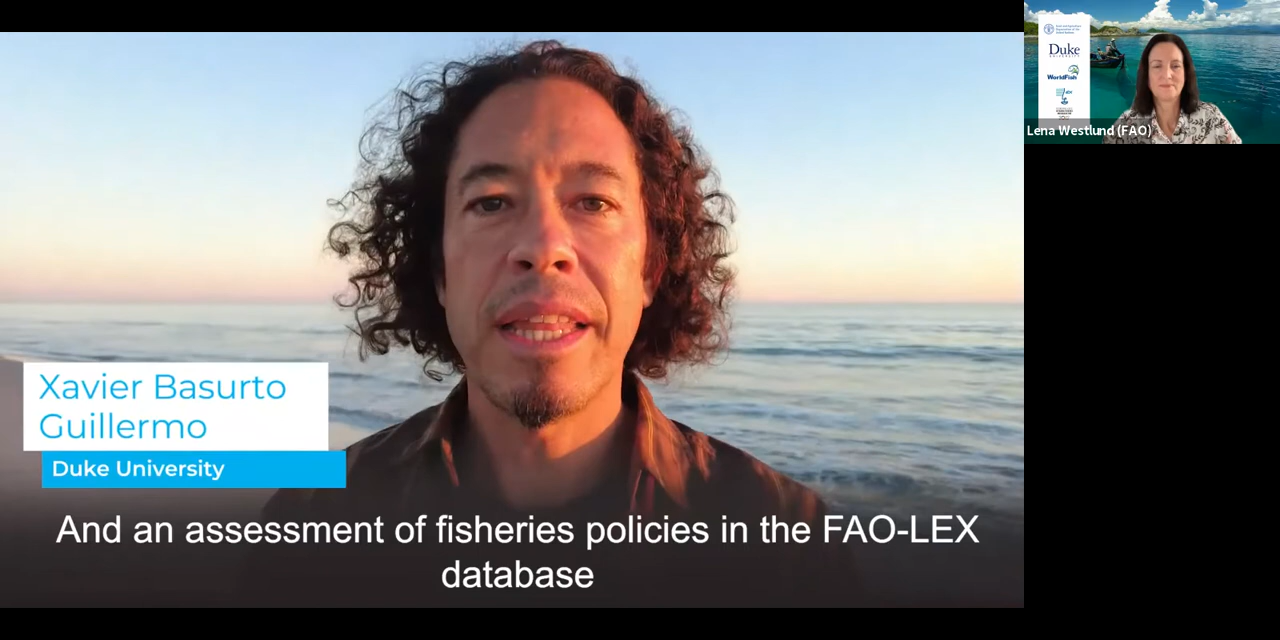 Xavier Basurto
Guillermo
Duke University
And an assessment of fisheries policies in the FAO-LEX
database
Duke
UNIVERSITY
WorldFish
Lena Westlund (FAO)